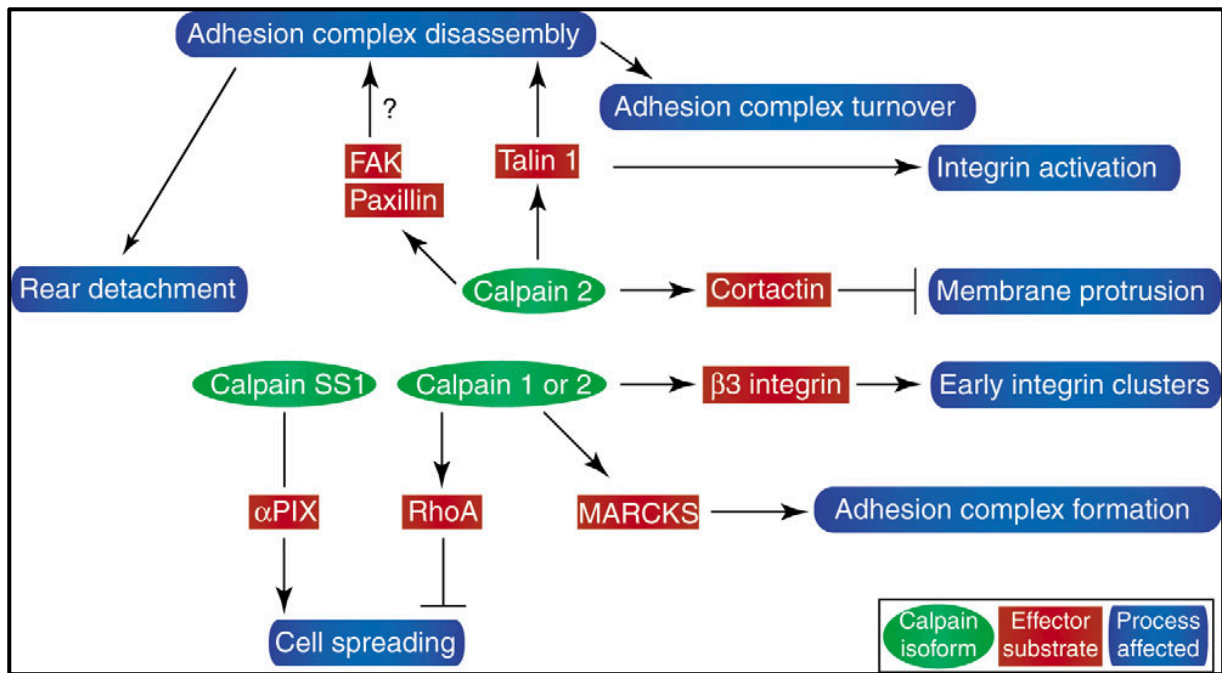 Adhesion complex disassembly
Adhesion complex turnover
?
FAK
Talin 1
Integrin activation
Paxillin
Rear detachment
Calpain 2
Cortactin
Membrane protrusion
Calpain SS1
Calpain 1 or 2
β3 integrin
Early integrin clusters
αPIX
RhoA
MARCKS
Adhesion complex formation
Cell spreading
Calpain
isoform
Effector
substrate
Process
affected